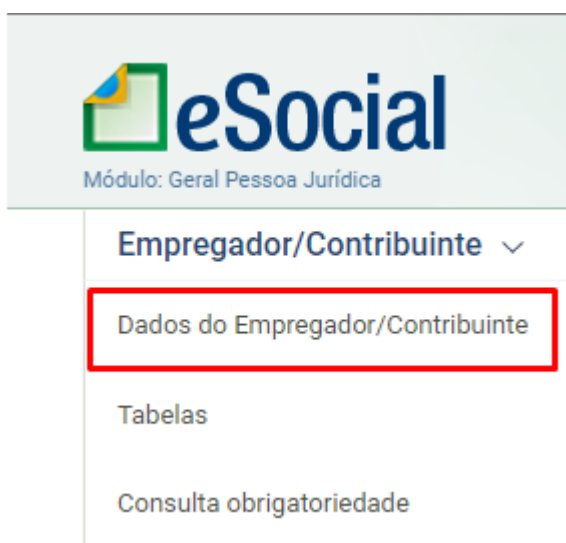 eSocial
Módulo: Geral Pessoa Jurídica
Empregador/Contribuinte
Dados do Empregador/Contribuinte
Tabelas
Consulta obrigatoriedade